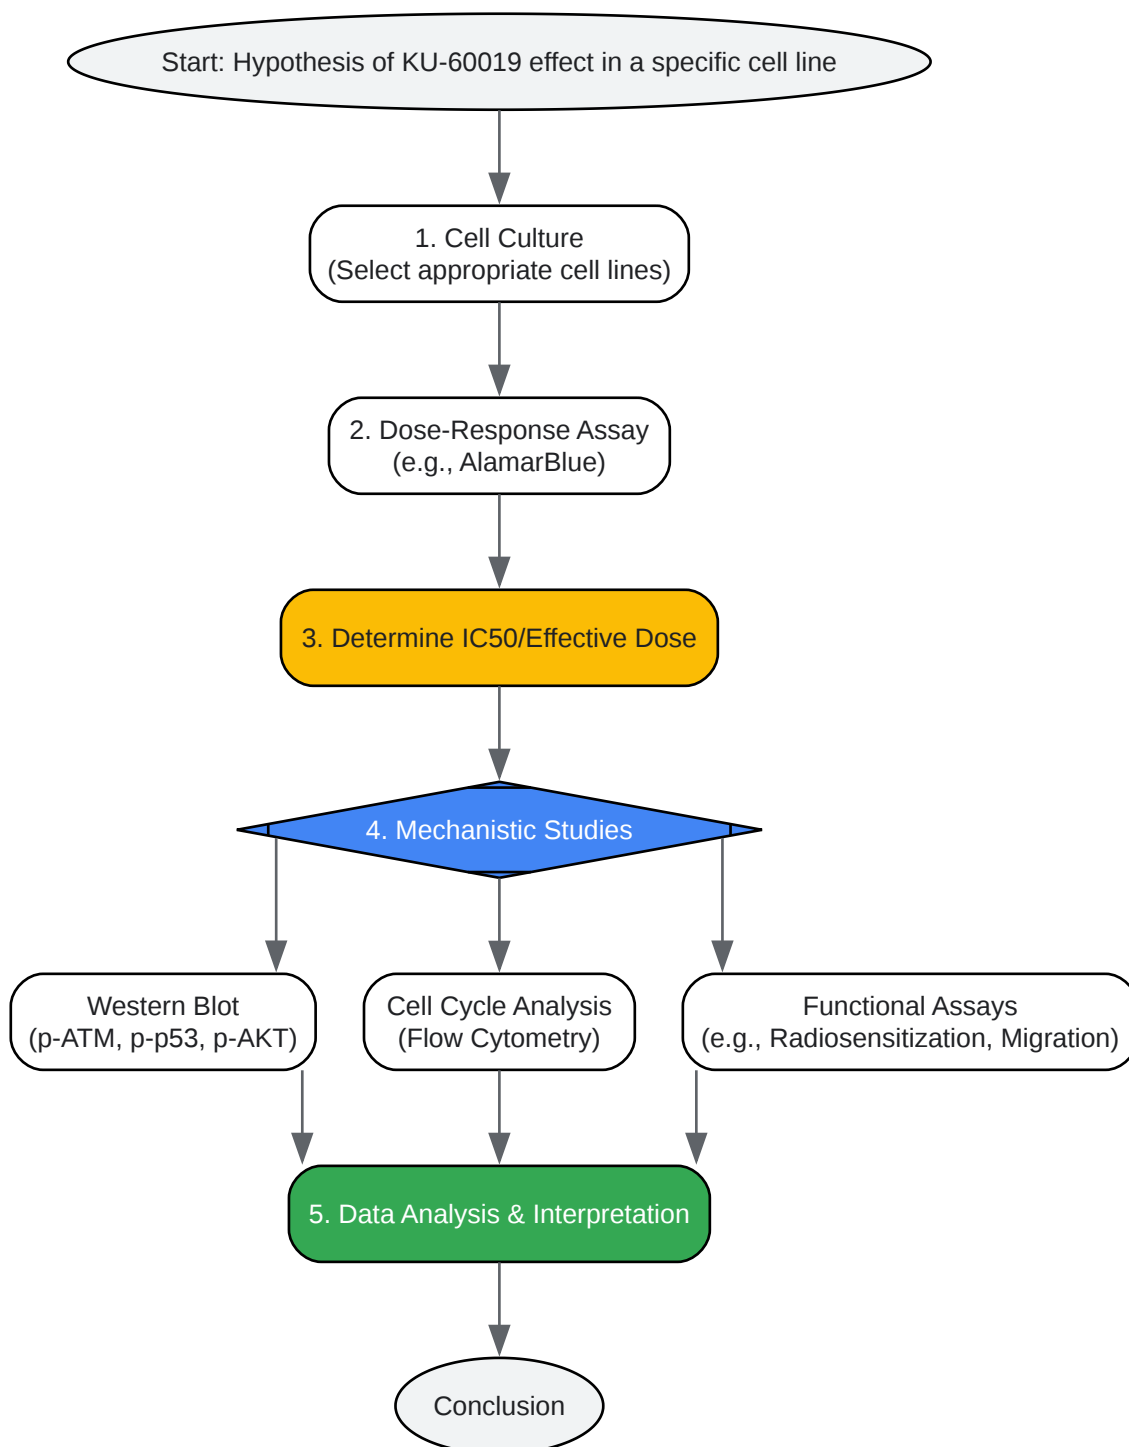 Start: Hypothesis of KU-60019 effect in a specific cell line
1. Cell Culture
(Select appropriate cell lines)
2. Dose-Response Assay
(e.g., AlamarBlue)
3. Determine IC50/Effective Dose
4. Mechanistic Studies
Western Blot
(p-ATM, p-p53, p-AKT)
Cell Cycle Analysis
(Flow Cytometry)
Functional Assays
(e.g., Radiosensitization, Migration)
5. Data Analysis & Interpretation
Conclusion